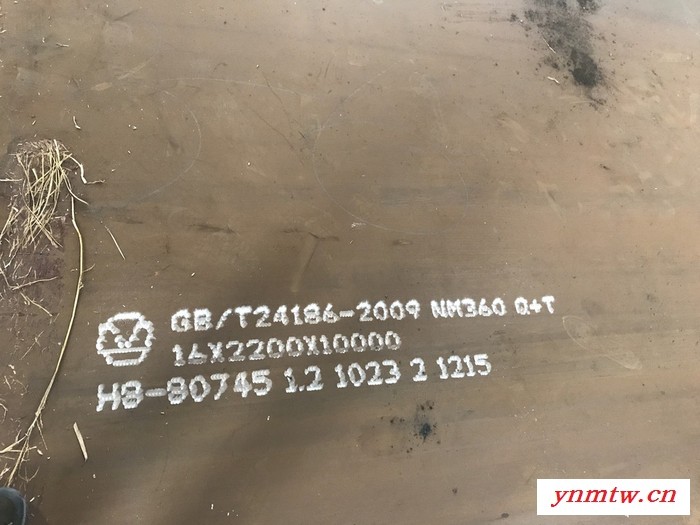 GB/T24186-2009 NM360 Q+T
14X2200X10000
H8-80745 1.2 1023 2 1215
ynmtw.cn